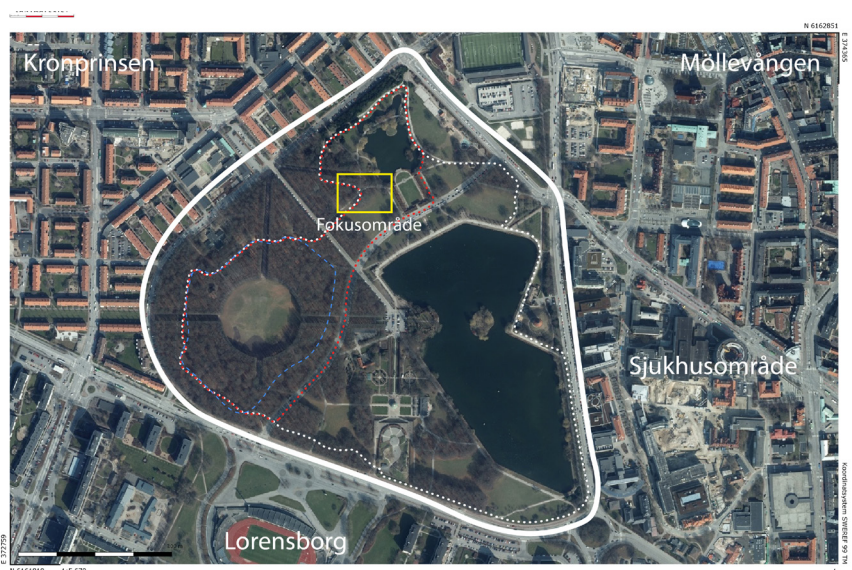 N 6162851
E 374365
Kronprinsen
Möllevången
Fokusområde
Sjukhusområde
Lorensborg
Koordinatsystem SWEREF 99 TM
E 372759